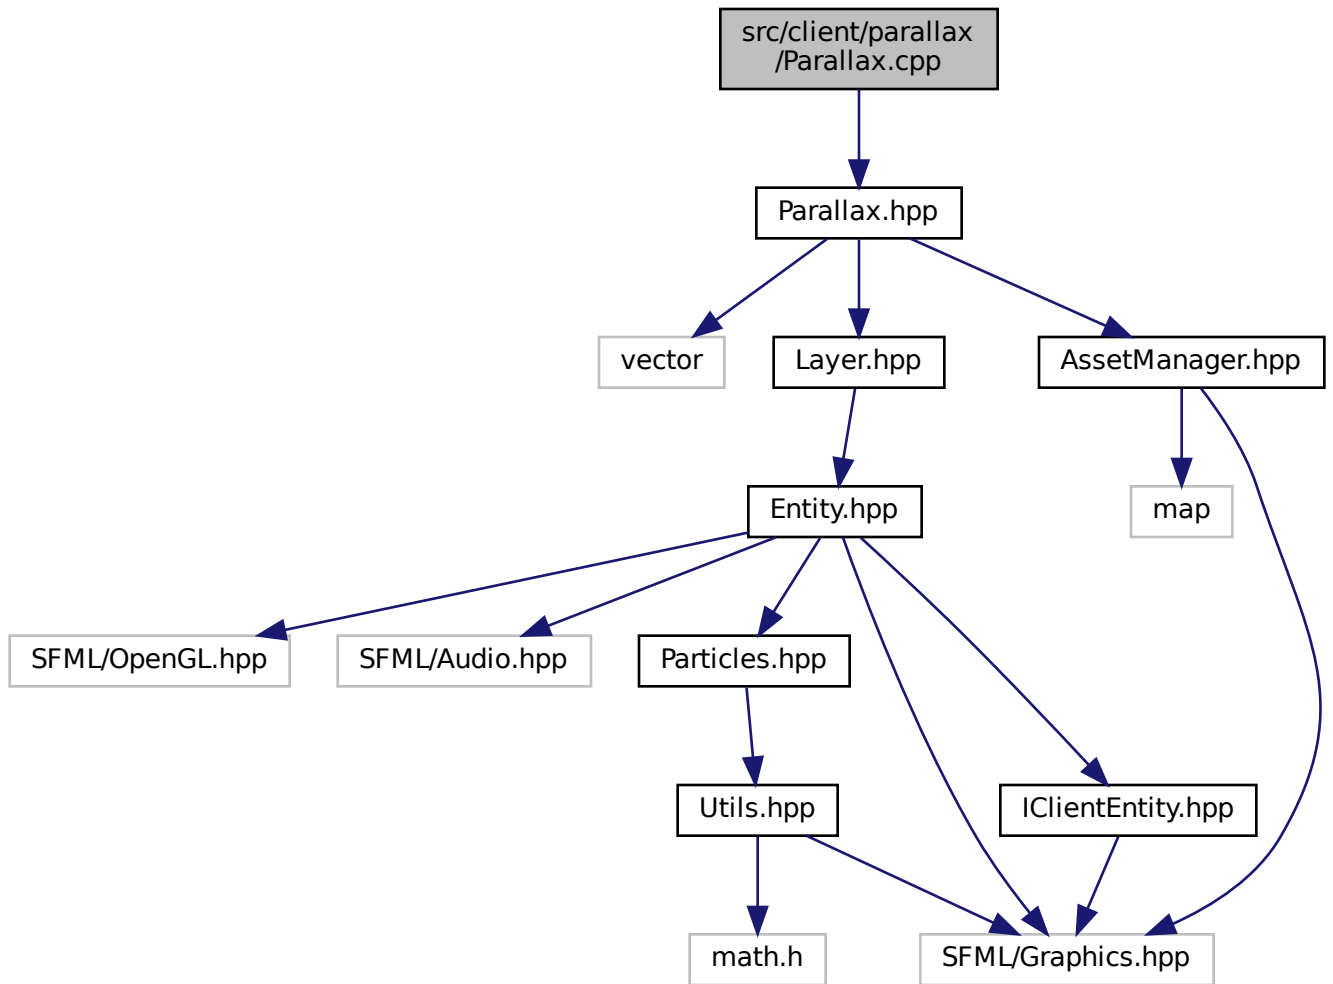 src/client/parallax
/Parallax.cpp
Parallax.hpp
vector
Layer.hpp
AssetManager.hpp
Entity.hpp
map
SFML/OpenGL.hpp
SFML/Audio.hpp
Particles.hpp
Utils.hpp
IClientEntity.hpp
math.h
SFML/Graphics.hpp